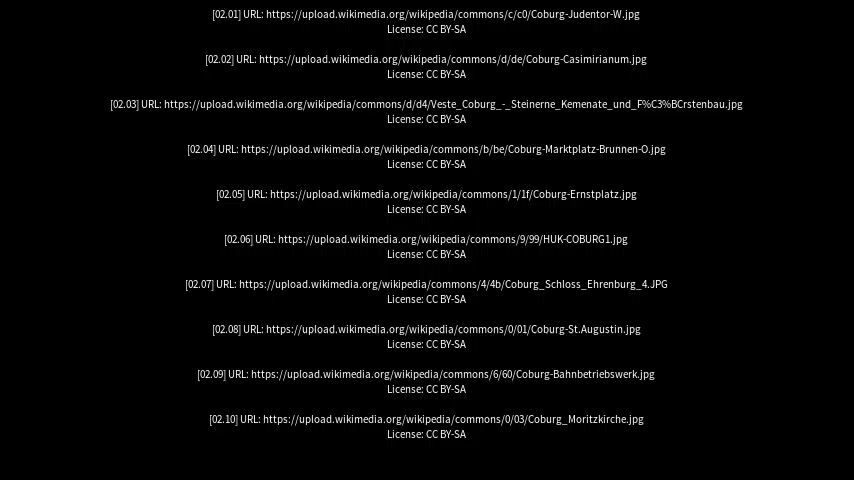 [02.01] URL: https://upload.wikimedia.org/wikipedia/commons/c/c0/Coburg-Judentor-W.jpg
License: CC BY-SA
[02.02] URL: https://upload.wikimedia.org/wikipedia/commons/d/de/Coburg-Casimirianum.jpg
License: CC BY-SA
[02.03] URL: https://upload.wikimedia.org/wikipedia/commons/d/d4/Veste_Coburg_-_Steinerne_Kemenate_und_F%C3%BCrstenbau.jpg
License: CC BY-SA
[02.04] URL: https://upload.wikimedia.org/wikipedia/commons/b/be/Coburg-Marktplatz-Brunnen-O.jpg
License: CC BY-SA
[02.05] URL: https://upload.wikimedia.org/wikipedia/commons/1/1f/Coburg-Ernstplatz.jpg
License: CC BY-SA
[02.06] URL: https://upload.wikimedia.org/wikipedia/commons/9/99/HUK-COBURG1.jpg
License: CC BY-SA
[02.07] URL: https://upload.wikimedia.org/wikipedia/commons/4/4b/Coburg_Schloss_Ehrenburg_4.JPG
License: CC BY-SA
[02.08] URL: https://upload.wikimedia.org/wikipedia/commons/0/01/Coburg-St.Augustin.jpg
License: CC BY-SA
[02.09] URL: https://upload.wikimedia.org/wikipedia/commons/6/60/Coburg-Bahnbetriebswerk.jpg
License: CC BY-SA
[02.10] URL: https://upload.wikimedia.org/wikipedia/commons/0/03/Coburg_Moritzkirche.jpg
License: CC BY-SA